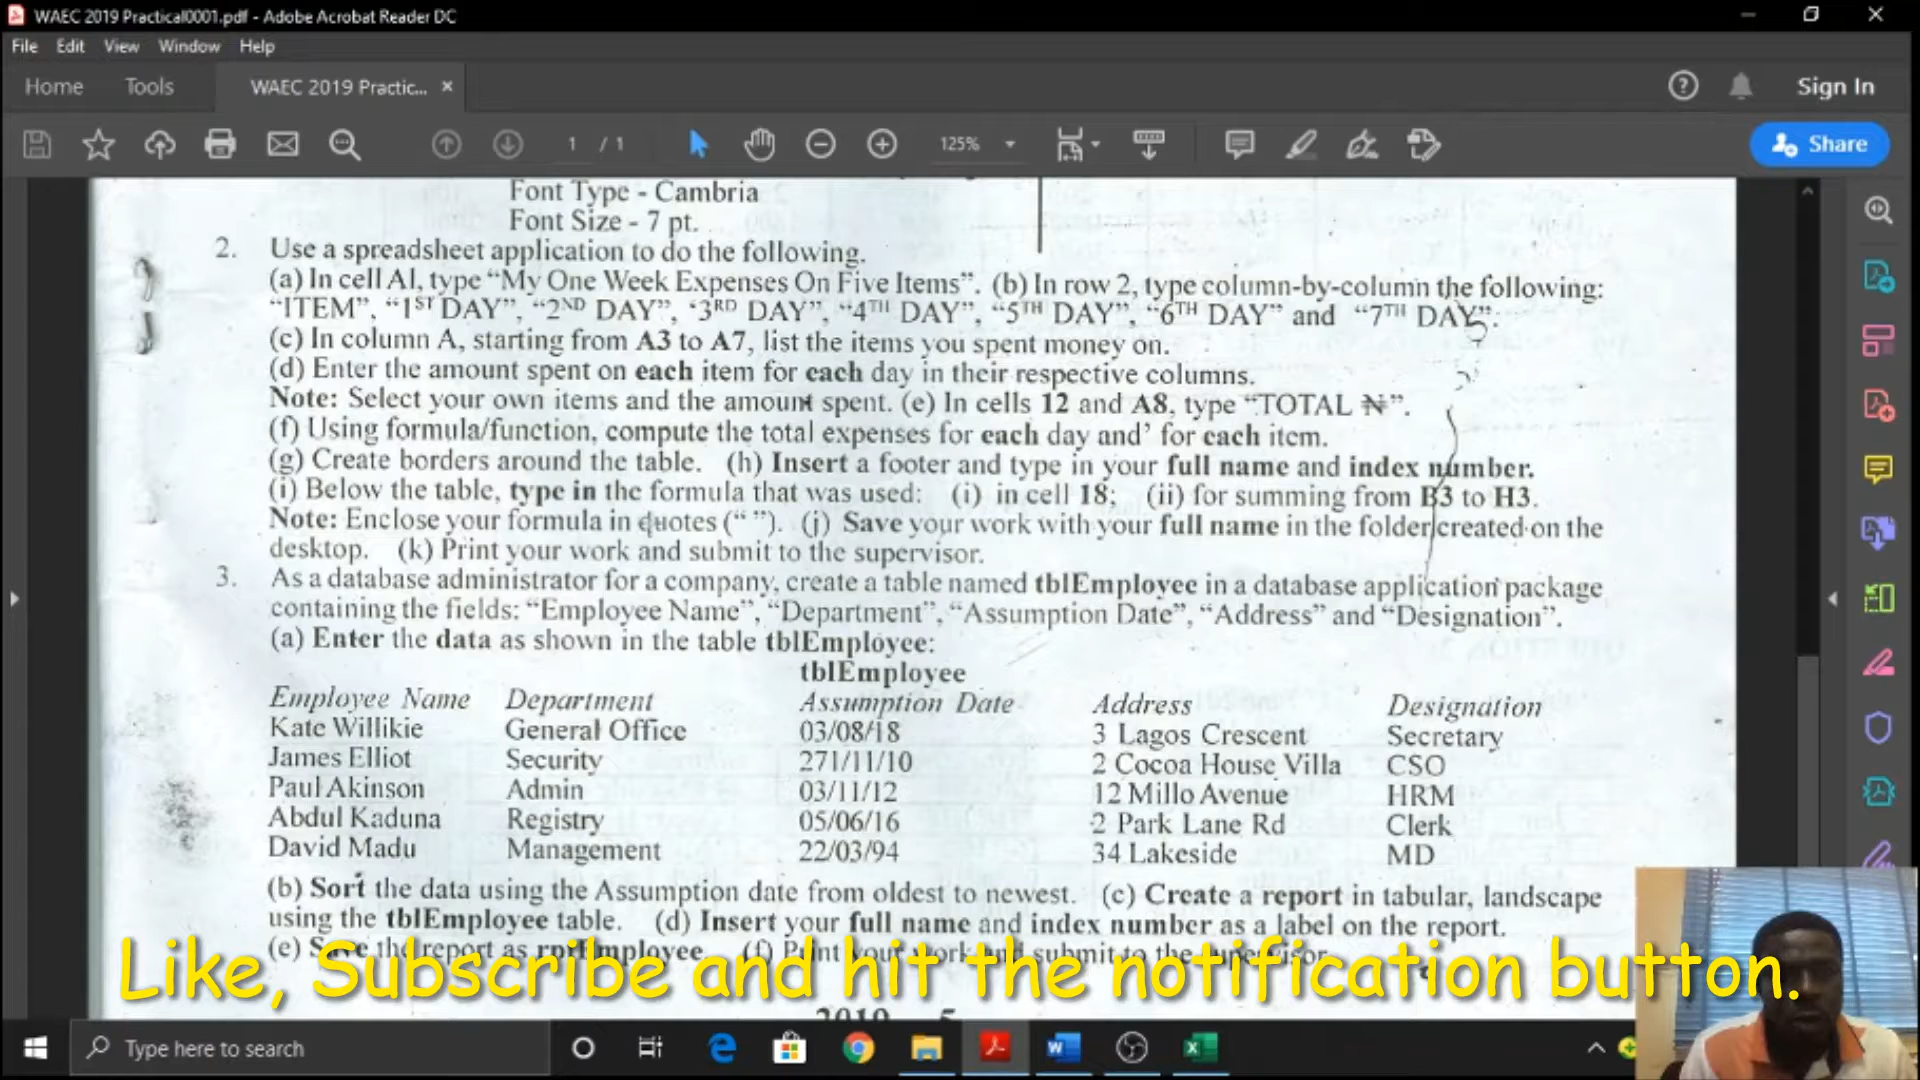 WAEC 2019 Practical0001.pdf - Adobe Acrobat Reader DC
File Edit View Window Help
Home Tools WAEC 2019 Practic... × Sign In
1 / 1 125% Share
Font Type - Cambria
Font Size - 7 pt.
2. Use a spreadsheet application to do the following.
(a) In cell Al, type “My One Week Expenses On Five Items”. (b) In row 2, type column-by-column the following:
“ITEM”, “1ST DAY”, “2ND DAY”, ‘3RD DAY”, “4TH DAY”, “5TH DAY”, “6TH DAY” and “7TH DAY”.
(c) In column A, starting from A3 to A7, list the items you spent money on.
(d) Enter the amount spent on each item for each day in their respective columns.
Note: Select your own items and the amount spent. (e) In cells 12 and A8, type “TOTAL ₦”.
(f) Using formula/function, compute the total expenses for each day and’ for each item.
(g) Create borders around the table. (h) Insert a footer and type in your full name and index number.
(i) Below the table, type in the formula that was used: (i) in cell 18; (ii) for summing from B3 to H3.
Note: Enclose your formula in quotes (“ ”). (j) Save your work with your full name in the folder created on the
desktop. (k) Print your work and submit to the supervisor.
3. As a database administrator for a company, create a table named tblEmployee in a database application package
containing the fields: “Employee Name”, “Department”, “Assumption Date”, “Address” and “Designation”.
(a) Enter the data as shown in the table tblEmployee:
tblEmployee
Employee Name Department Assumption Date Address Designation
Kate Willikie General Office 03/08/18 3 Lagos Crescent Secretary
James Elliot Security 271/11/10 2 Cocoa House Villa CSO
Paul Akinson Admin 03/11/12 12 Millo Avenue HRM
Abdul Kaduna Registry 05/06/16 2 Park Lane Rd Clerk
David Madu Management 22/03/94 34 Lakeside MD
(b) Sort the data using the Assumption date from oldest to newest. (c) Create a report in tabular, landscape
using the tblEmployee table. (d) Insert your full name and index number as a label on the report.
(e) Save the report as rptEmployee. (f) Print your work and submit to the supervisor.
Like, Subscribe and hit the notification button.
Type here to search